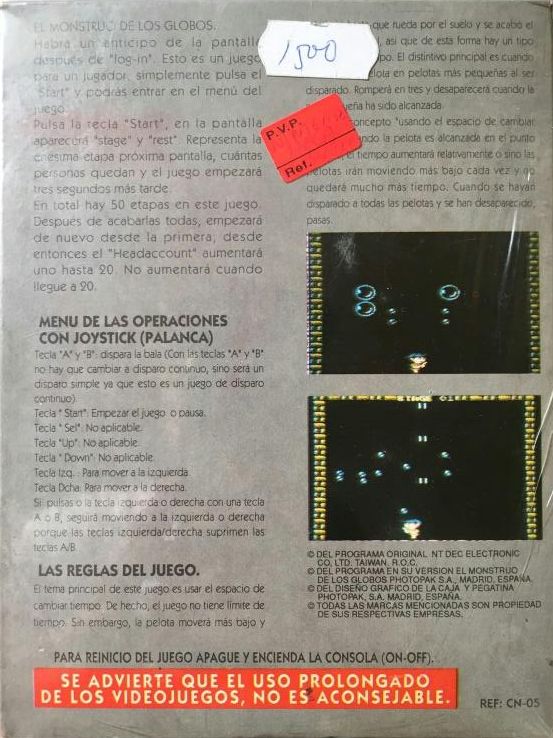 EL MONSTRUO DE LOS GLOBOS.
Habrá un anticipo de la pantalla
después de "log-in". Esto es un juego
para un jugador, simplemente pulsa el
"Start" y podrás entrar en el menú del
juego.
Pulsa la tecla "Start", en la pantalla
aparecerá "stage" y "rest". Representa la
enésima etapa próxima pantalla, cuántas
personas quedan y el juego empezará
tres segundos más tarde.
En total hay 50 etapas en este juego.
Después de acabarlas todas, empezará
de nuevo desde la primera, desde
entonces el "Headaccount" aumentará
uno hasta 20. No aumentará cuando
llegue a 20.
MENU DE LAS OPERACIONES
CON JOYSTICK (PALANCA)
Tecla "A" y "B": dispara la bala (Con las teclas "A" y "B"
no hay que cambiar a disparo continuo, sino será un
disparo simple ya que esto es un juego de disparo
continuo).
Tecla "Start": Empezar el juego o pausa.
Tecla "Sel": No aplicable.
Tecla "Up": No aplicable.
Tecla "Down": No aplicable.
Tecla Izq.: Para mover a la izquierda.
Tecla Dcha: Para mover a la derecha.
Si pulsas o la tecla izquierda o derecha con una tecla
A o B, seguirá moviendo a la izquierda o derecha
porque las teclas izquierda/derecha suprimen las
teclas A/B.
LAS REGLAS DEL JUEGO.
El tema principal de este juego es usar el espacio de
cambiar tiempo. De hecho, el juego no tiene límite de
tiempo. Sin embargo, la pelota moverá más bajo y
que rueda por el suelo y se acabó el
así que de esta forma hay un tipo
El distintivo principal es cuando
pelota en pelotas más pequeñas al ser
disparado. Romperá en tres y desaparecerá cuando la
ha sido alcanzada.
concepto "usando el espacio de cambiar
la pelota es alcanzada en el punto
el tiempo aumentará relativamente o sino las
pelotas irán moviendo más bajo cada vez y no
quedará mucho más tiempo. Cuando se hayan
disparado a todas las pelotas y se han desaparecido,
pasas.
1500
P.V.P.
Ref.
STAGE 01
© DEL PROGRAMA ORIGINAL NT DEC ELECTRONIC
CO, LTD. TAIWAN, R.O.C.
© DEL PROGRAMA EN SU VERSION EL MONSTRUO
DE LOS GLOBOS PHOTOPAK S.A., MADRID, ESPAÑA.
© DEL DISEÑO GRAFICO DE LA CAJA Y PEGATINA
PHOTOPAK, S.A. MADRID, ESPAÑA.
© TODAS LAS MARCAS MENCIONADAS SON PROPIEDAD
DE SUS RESPECTIVAS EMPRESAS.
PARA REINICIO DEL JUEGO APAGUE Y ENCIENDA LA CONSOLA (ON-OFF).
SE ADVIERTE QUE EL USO PROLONGADO
DE LOS VIDEOJUEGOS, NO ES ACONSEJABLE.
REF: CN-05